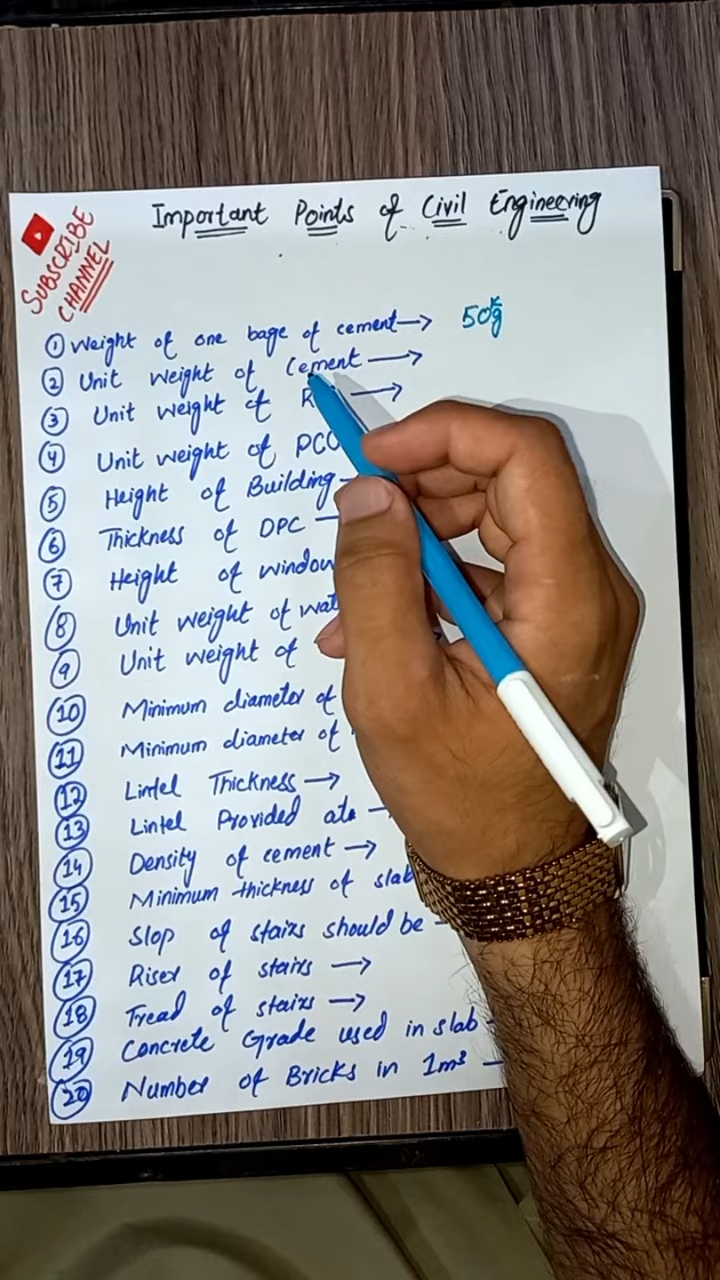 Important Points of Civil Engineering
SUBSCRIBE
CHANNEL
① Weight of one bage of cement → 50kg
② Unit weight of Cement →
③ Unit weight of R →
④ Unit weight of PCC
⑤ Height of Building
⑥ Thickness of DPC
⑦ Height of window
⑧ Unit weight of wat
⑨ Unit weight of
⑩ Minimum diameter of
⑪ Minimum diameter of
⑫ Lintel Thickness →
⑬ Lintel Provided ate
⑭ Density of cement →
⑮ Minimum thickness of slab
⑯ Slop of stairs should be
⑰ Riser of stairs →
⑱ Tread of stairs →
⑲ Concrete Grade used in slab
⑳ Number of Bricks in 1m³